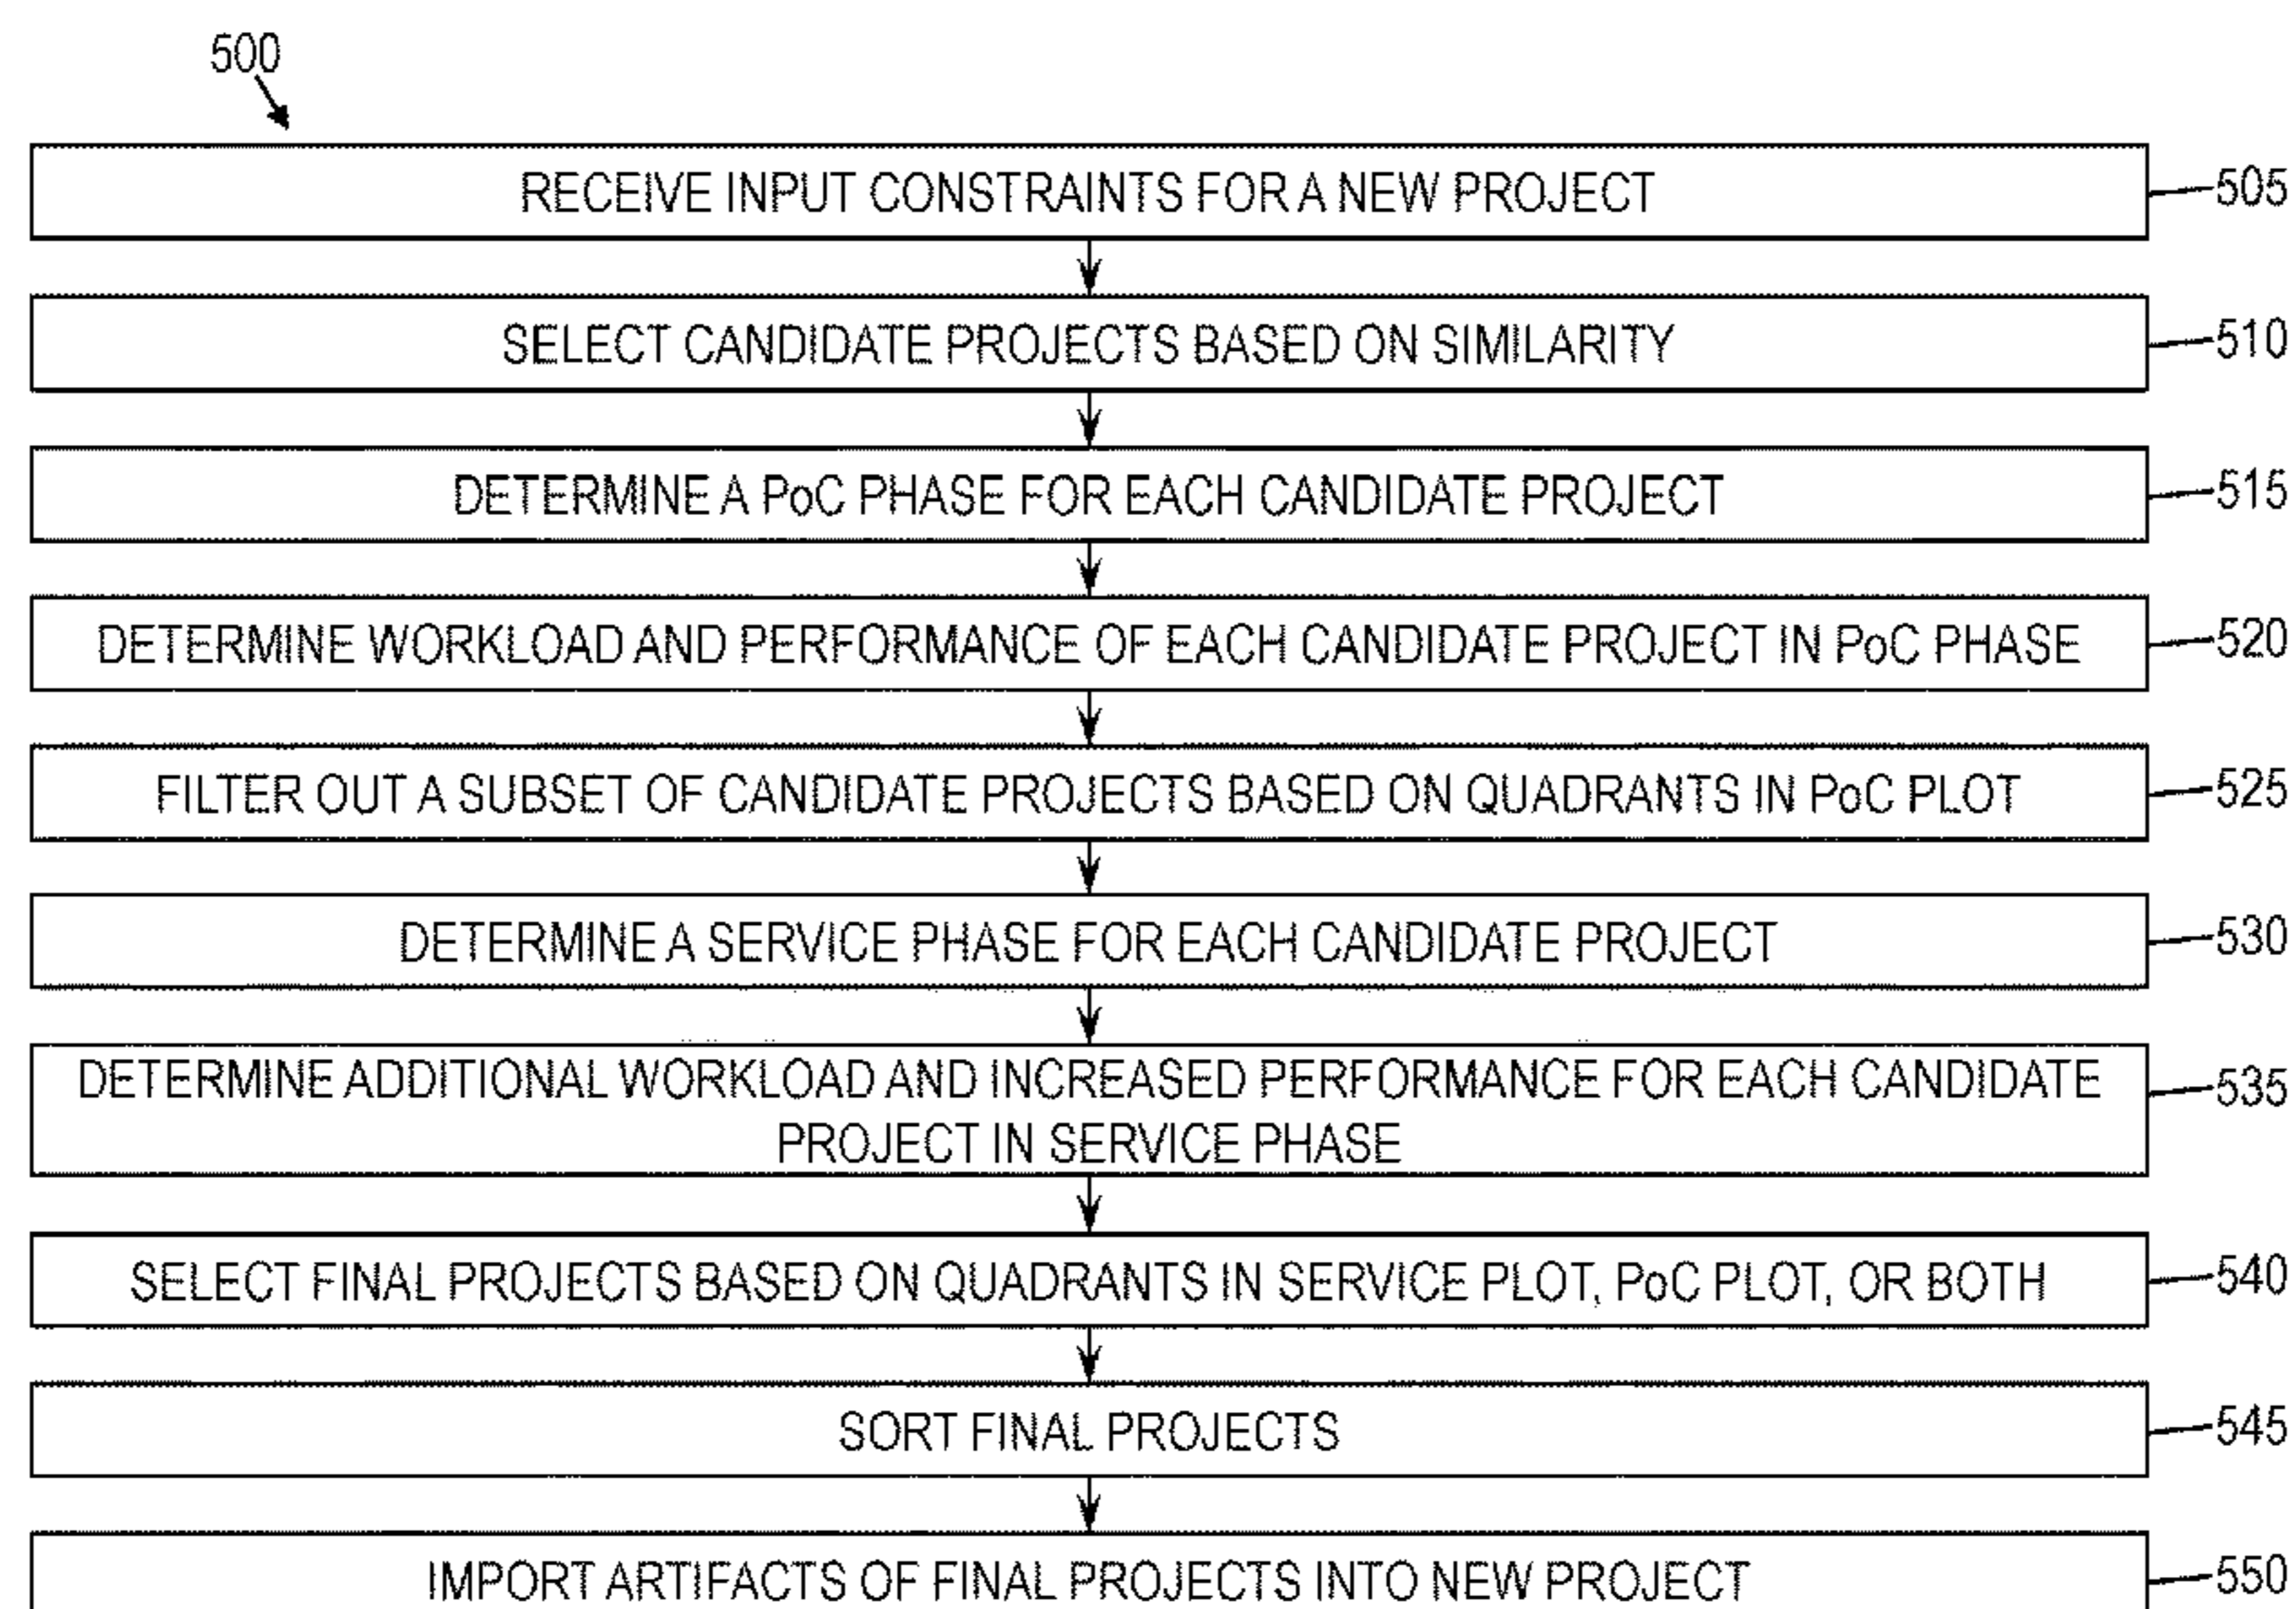 500
RECEIVE INPUT CONSTRAINTS FOR A NEW PROJECT
505
SELECT CANDIDATE PROJECTS BASED ON SIMILARITY
510
DETERMINE A PoC PHASE FOR EACH CANDIDATE PROJECT
515
DETERMINE WORKLOAD AND PERFORMANCE OF EACH CANDIDATE PROJECT IN PoC PHASE
520
FILTER OUT A SUBSET OF CANDIDATE PROJECTS BASED ON QUADRANTS IN PoC PLOT
525
DETERMINE A SERVICE PHASE FOR EACH CANDIDATE PROJECT
530
DETERMINE ADDITIONAL WORKLOAD AND INCREASED PERFORMANCE FOR EACH CANDIDATE
PROJECT IN SERVICE PHASE
535
SELECT FINAL PROJECTS BASED ON QUADRANTS IN SERVICE PLOT, PoC PLOT, OR BOTH
540
SORT FINAL PROJECTS
545
IMPORT ARTIFACTS OF FINAL PROJECTS INTO NEW PROJECT
550